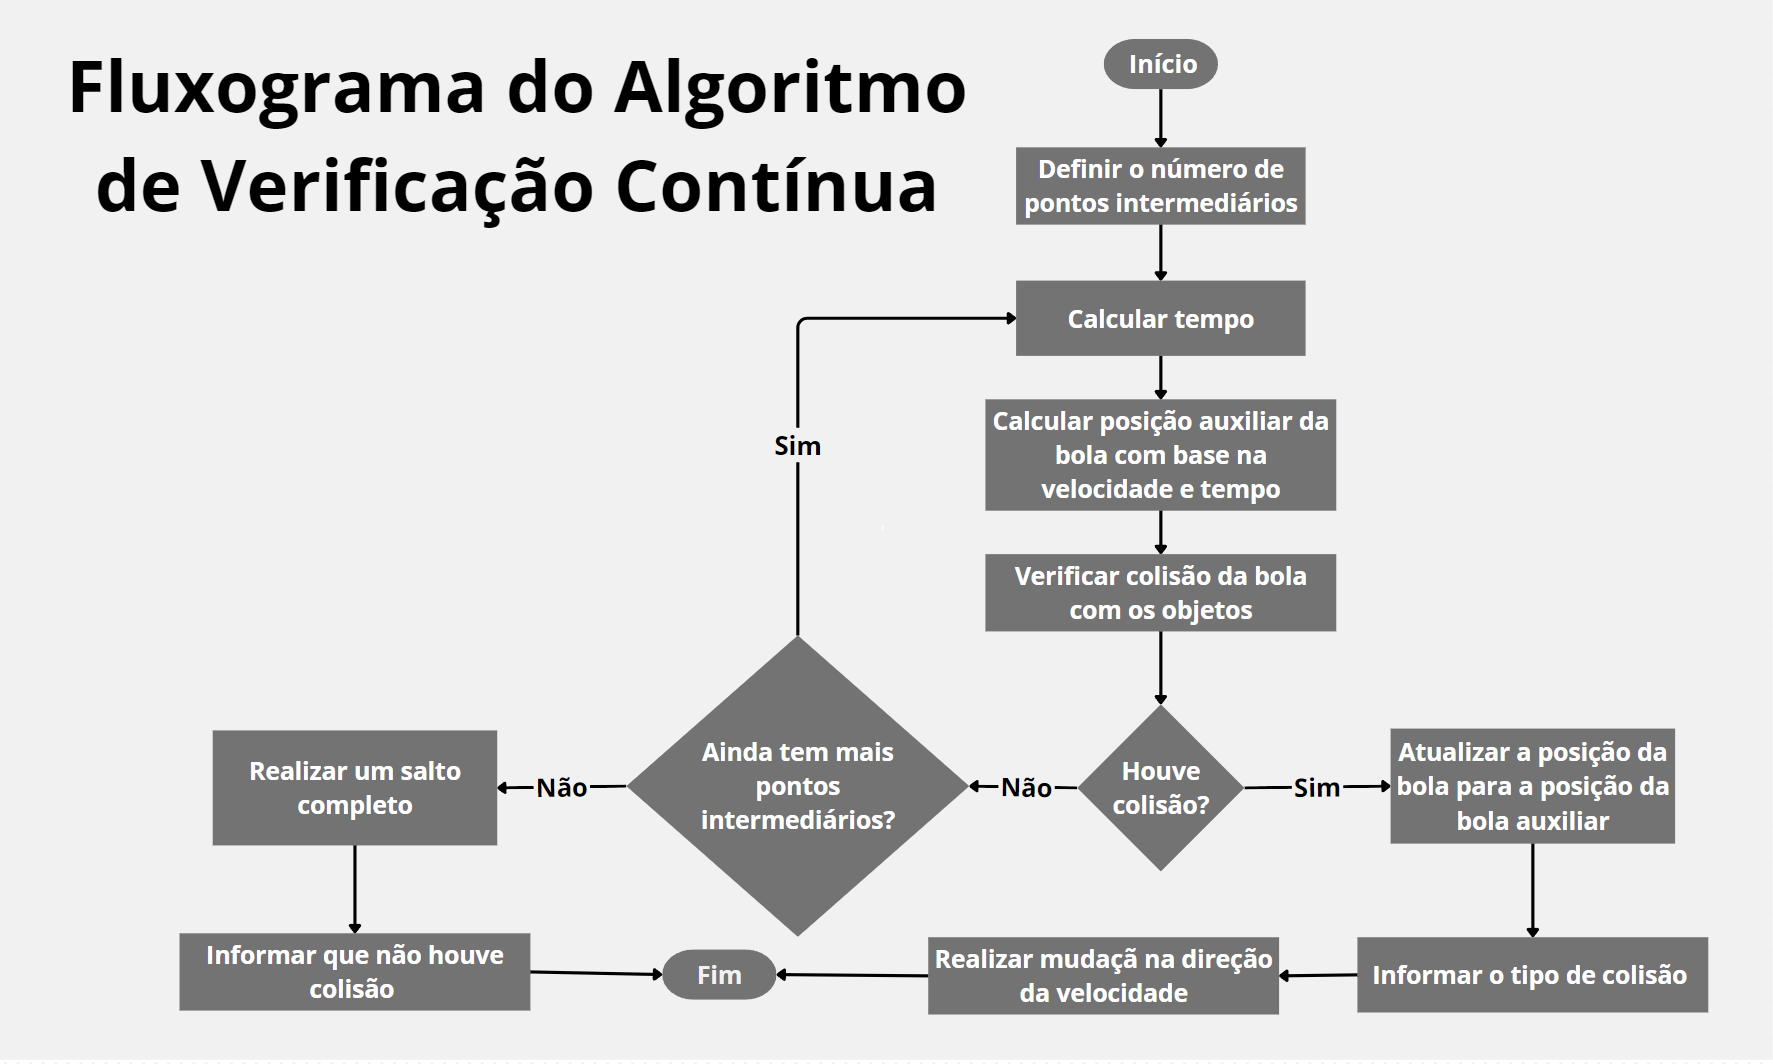 Fluxograma do Algoritmo
de Verificação Contínua
Início
Definir o número de
pontos intermediários
Calcular tempo
Calcular posição auxiliar da
bola com base na
velocidade e tempo
Sim
Verificar colisão da bola
com os objetos
Houve
colisão?
Não
Sim
Ainda tem mais
pontos
intermediários?
Não
Realizar um salto
completo
Atualizar a posição da
bola para a posição da
bola auxiliar
Informar que não houve
colisão
Fim
Realizar mudaçã na direção
da velocidade
Informar o tipo de colisão